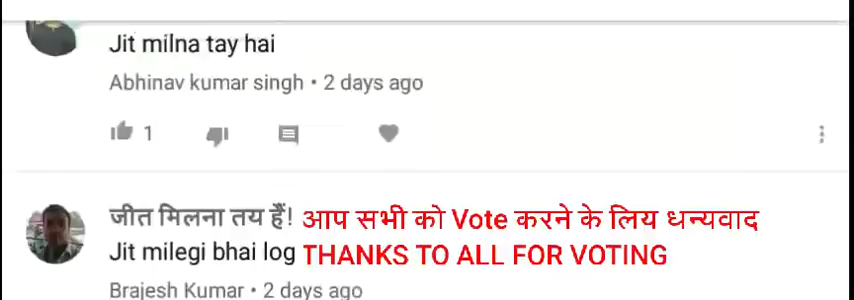 Jit milna tay hai
Abhinav kumar singh • 2 days ago
1
जीत मिलना तय हैं! आप सभी को Vote करने के लिय धन्यवाद
Jit milegi bhai log THANKS TO ALL FOR VOTING
Brajesh Kumar • 2 days ago